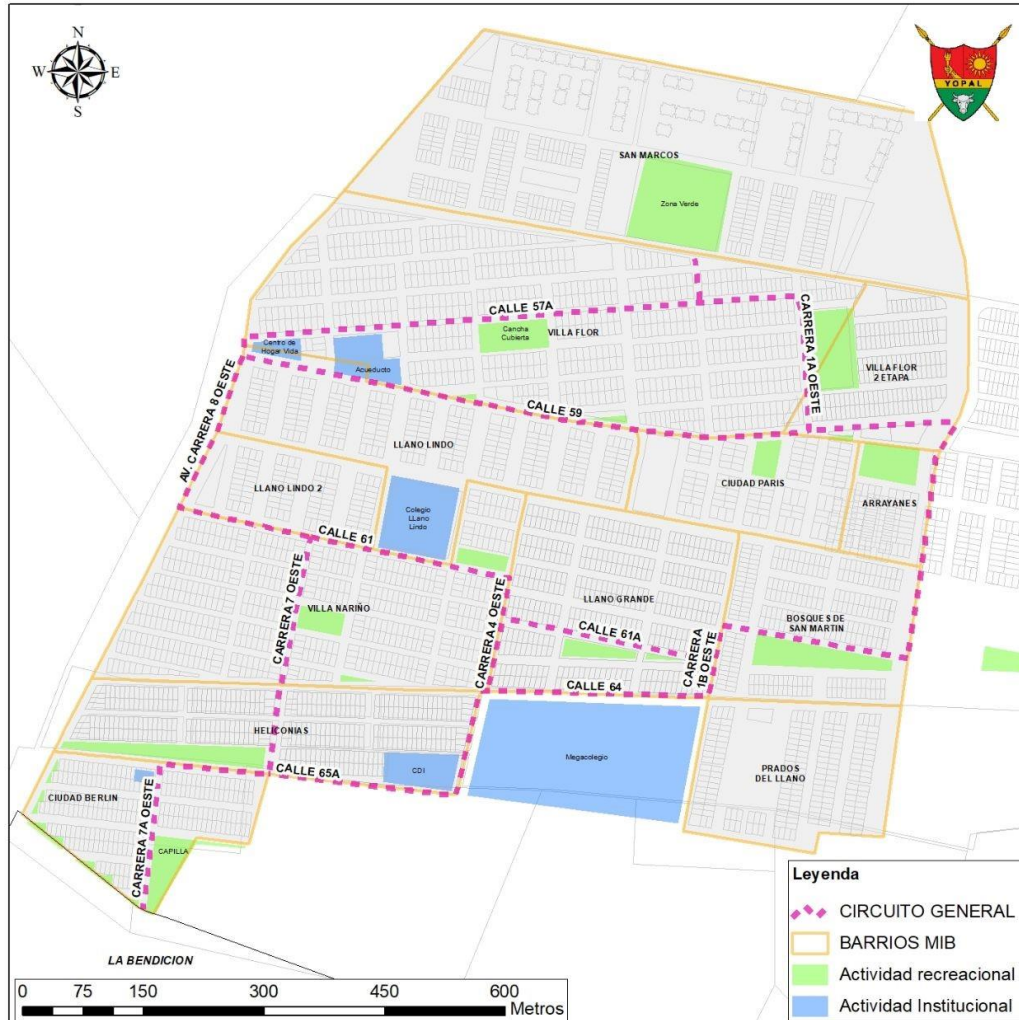 N
W E
S
YOPAL
SAN MARCOS
Zona Verde
CALLE 57A
Cancha
Cubierta
VILLA FLOR
CARRERA 1A OESTE
Centro de
Hogar Vida
Acueducto
VILLA FLOR
2 ETAPA
AV. CARRERA 8 OESTE
CALLE 59
LLANO LINDO
LLANO LINDO 2
CIUDAD PARIS
ARRAYANES
Colegio
LLano
Lindo
CALLE 61
CARRERA 7 OESTE
VILLA NARIÑO
CARRERA 4 OESTE
LLANO GRANDE
CALLE 61A
CARRERA
1B OESTE
BOSQUES DE
SAN MARTIN
CALLE 64
HELICONIAS
Megacolegio
CALLE 65A
CDI
PRADOS
DEL LLANO
CIUDAD BERLIN
CARRERA 7A OESTE
CAPILLA
LA BENDICION
Leyenda
CIRCUITO GENERAL
BARRIOS MIB
Actividad recreacional
Actividad Institucional
0 75 150 300 450 600
Metros